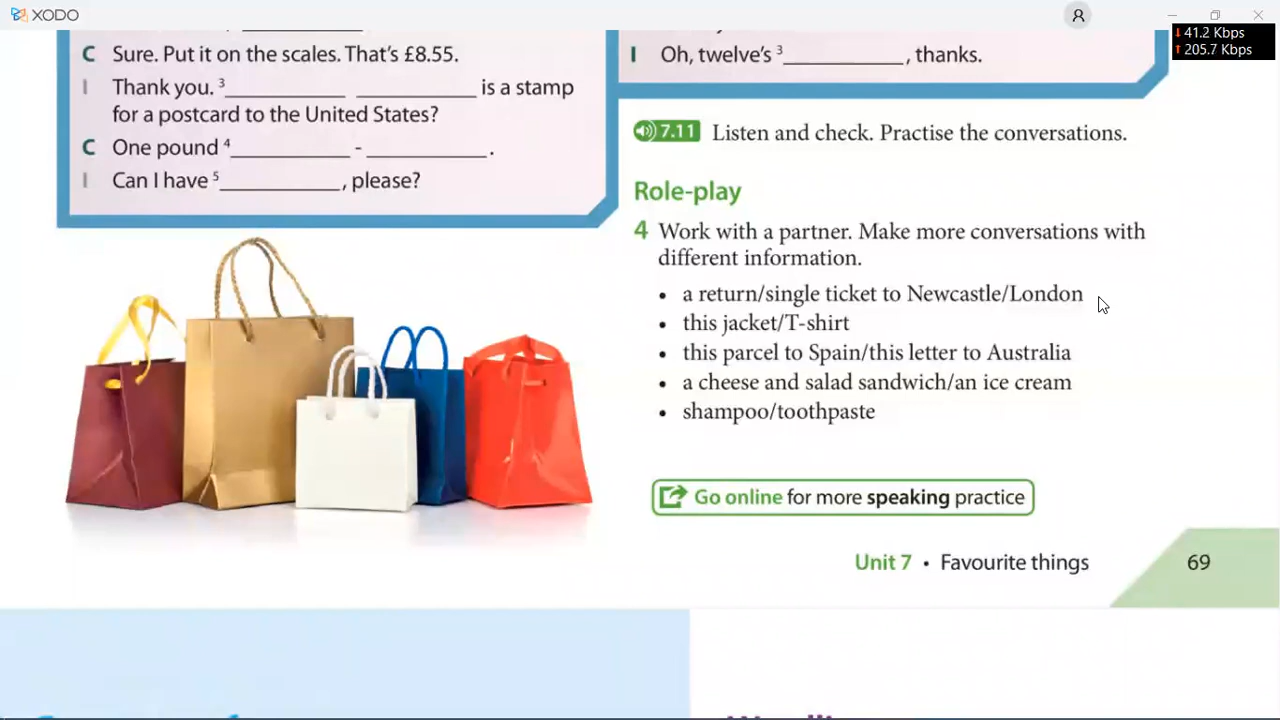 XODO
41.2 Kbps
205.7 Kbps
C Sure. Put it on the scales. That's £8.55.
I Thank you. ³____________ ____________ is a stamp
for a postcard to the United States?
C One pound ⁴____________ - ____________.
I Can I have ⁵____________, please?
I Oh, twelve's ³____________, thanks.
7.11 Listen and check. Practise the conversations.
Role-play
4 Work with a partner. Make more conversations with
different information.
• a return/single ticket to Newcastle/London
• this jacket/T-shirt
• this parcel to Spain/this letter to Australia
• a cheese and salad sandwich/an ice cream
• shampoo/toothpaste
Go online for more speaking practice
Unit 7 • Favourite things 69